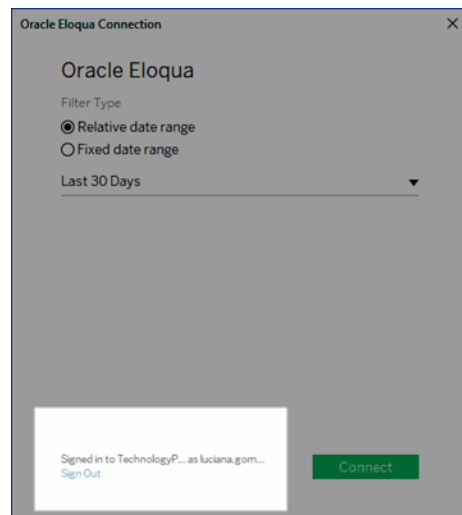 Oracle Eloqua Connection
Oracle Eloqua
Filter Type
Relative date range
Fixed date range
Last 30 Days
Signed in to TechnologyP... as luciana.gom...
Sign Out
Connect